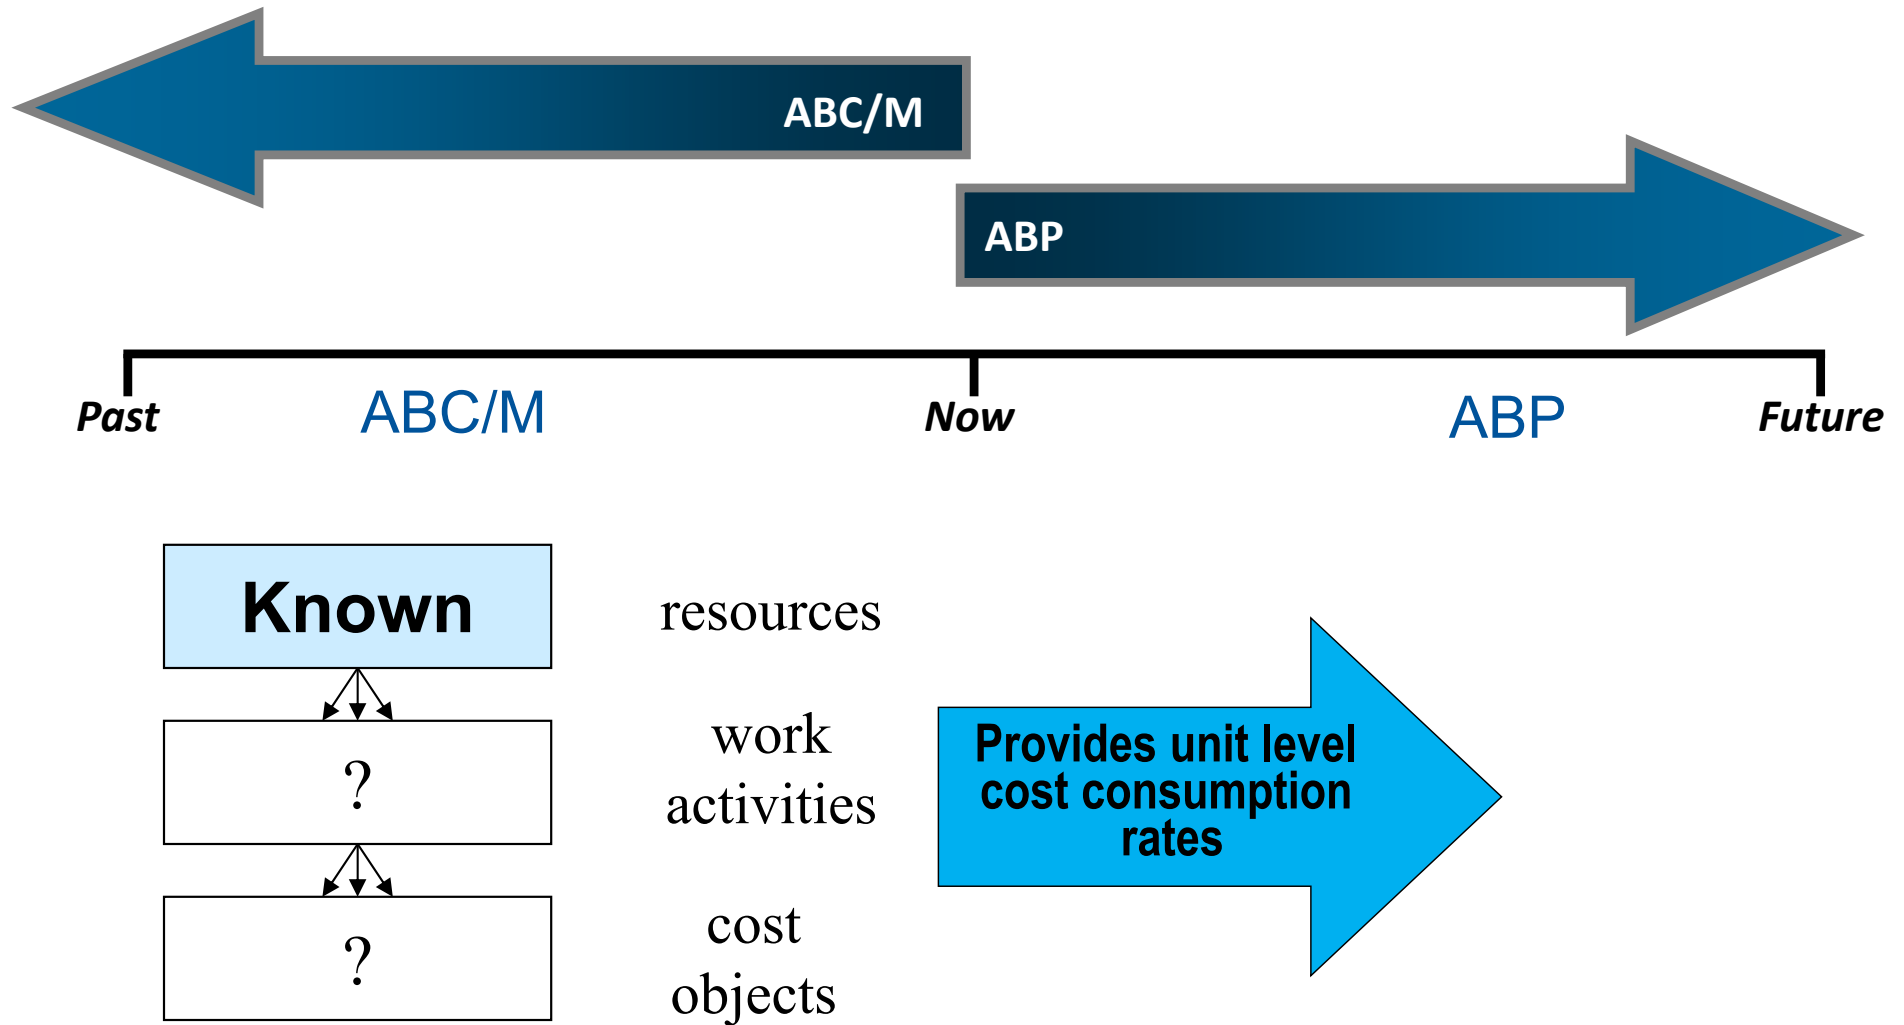 ABC/M
ABP
Past
ABC/M
Now
ABP
Future
Known
resources
?
work
activities
?
cost
objects
Provides unit level
cost consumption
rates